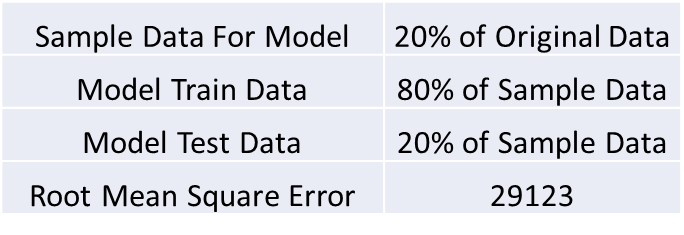 Sample Data For Model 20% of Original Data
Model Train Data 80% of Sample Data
Model Test Data 20% of Sample Data
Root Mean Square Error 29123